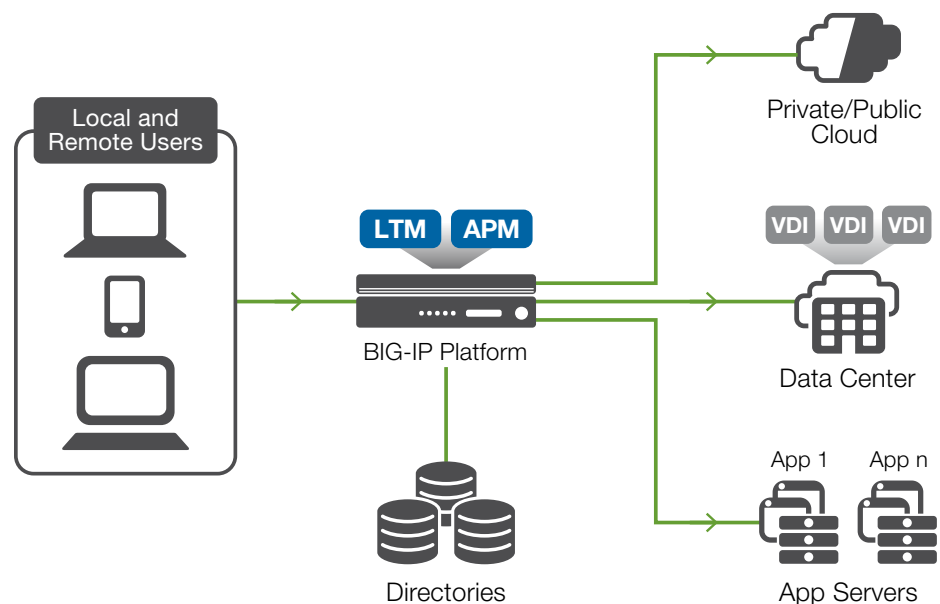 Local and
Remote Users
LTM
APM
BIG-IP Platform
Directories
Private/Public
Cloud
VDI
VDI
VDI
Data Center
App 1
App n
App Servers